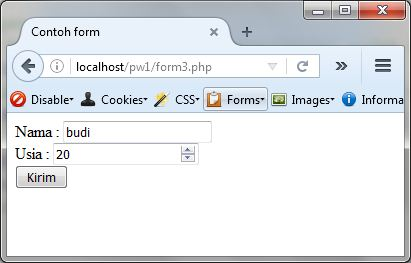 Contoh form
localhost/pw1/form3.php
Disable Cookies CSS Forms Images Informa
Nama : budi
Usia : 20
Kirim